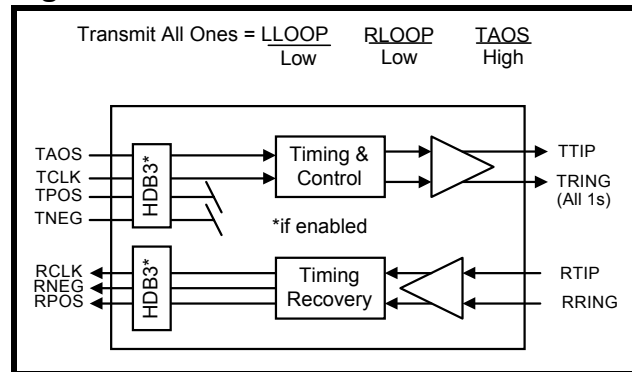 Transmit All Ones = LLOOP RLOOP TAOS
Low Low High
TAOS
TCLK
TPOS
TNEG
HDB3*
Timing &
Control
TTIP
TRING
(All 1s)
*if enabled
RCLK
RNEG
RPOS
HDB3*
Timing
Recovery
RTIP
RRING